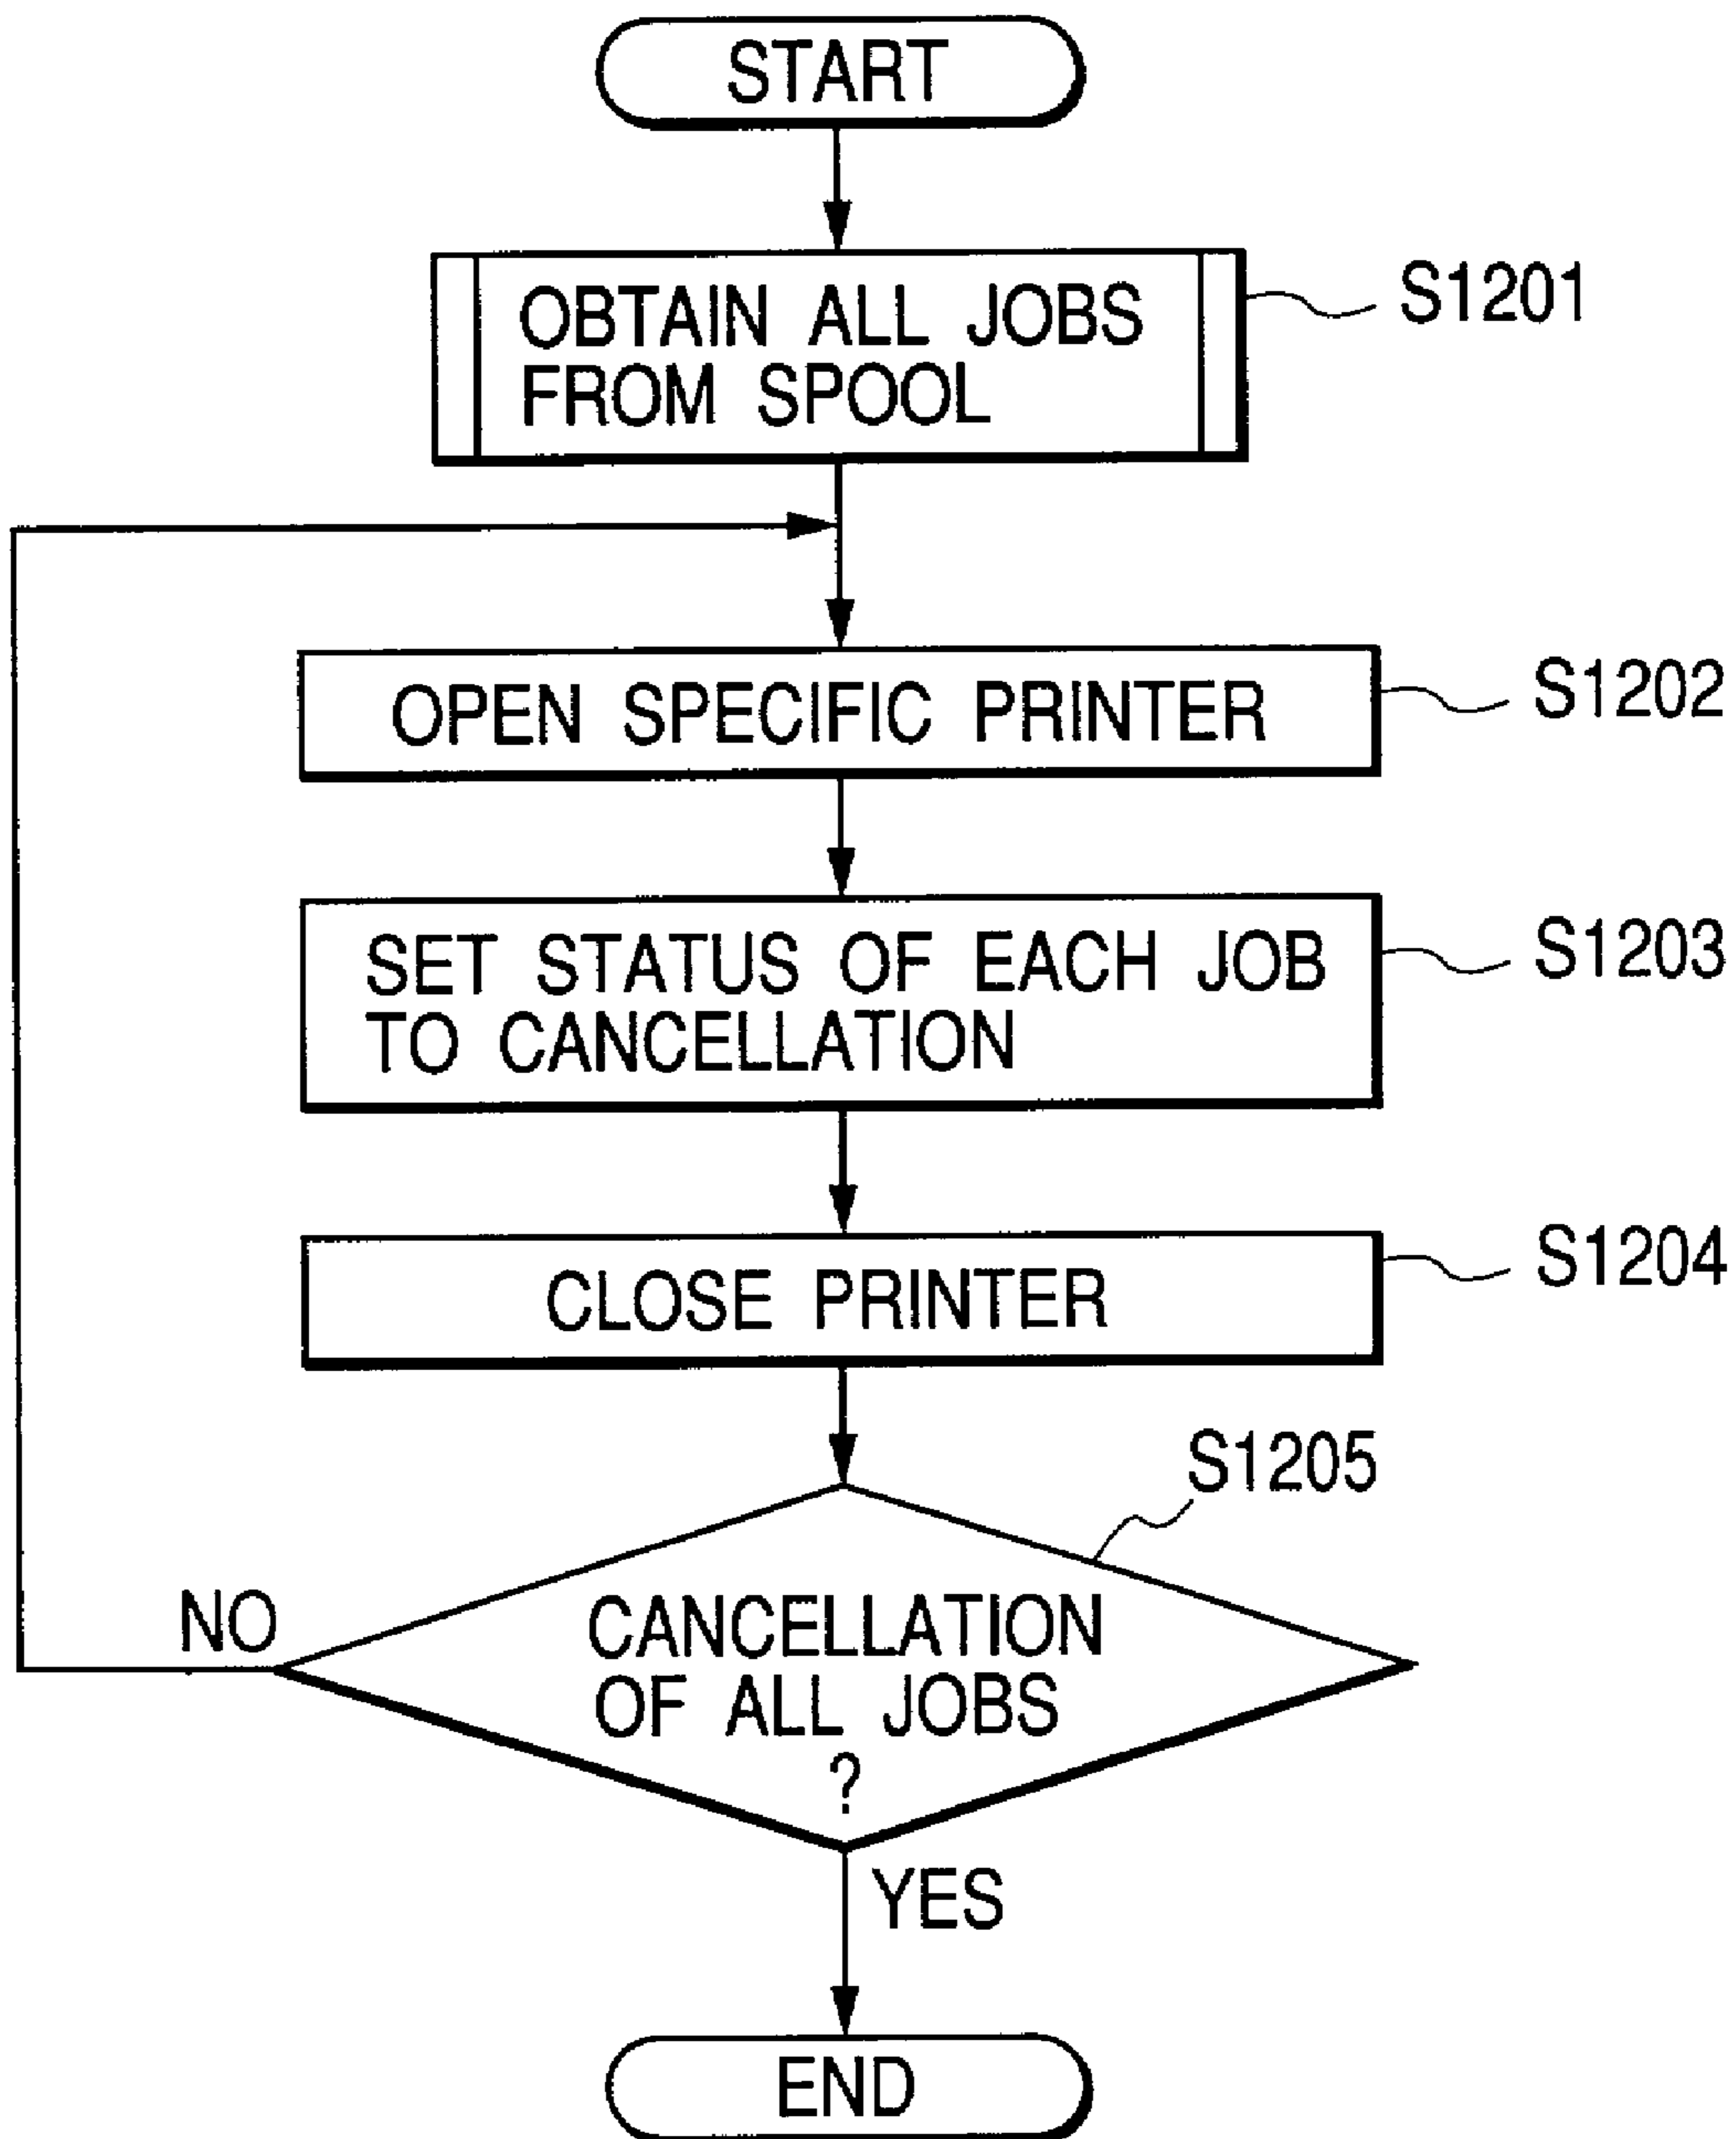 START
OBTAIN ALL JOBS
FROM SPOOL
S1201
OPEN SPECIFIC PRINTER
S1202
SET STATUS OF EACH JOB
TO CANCELLATION
S1203
CLOSE PRINTER
S1204
S1205
CANCELLATION
OF ALL JOBS
?
NO
YES
END